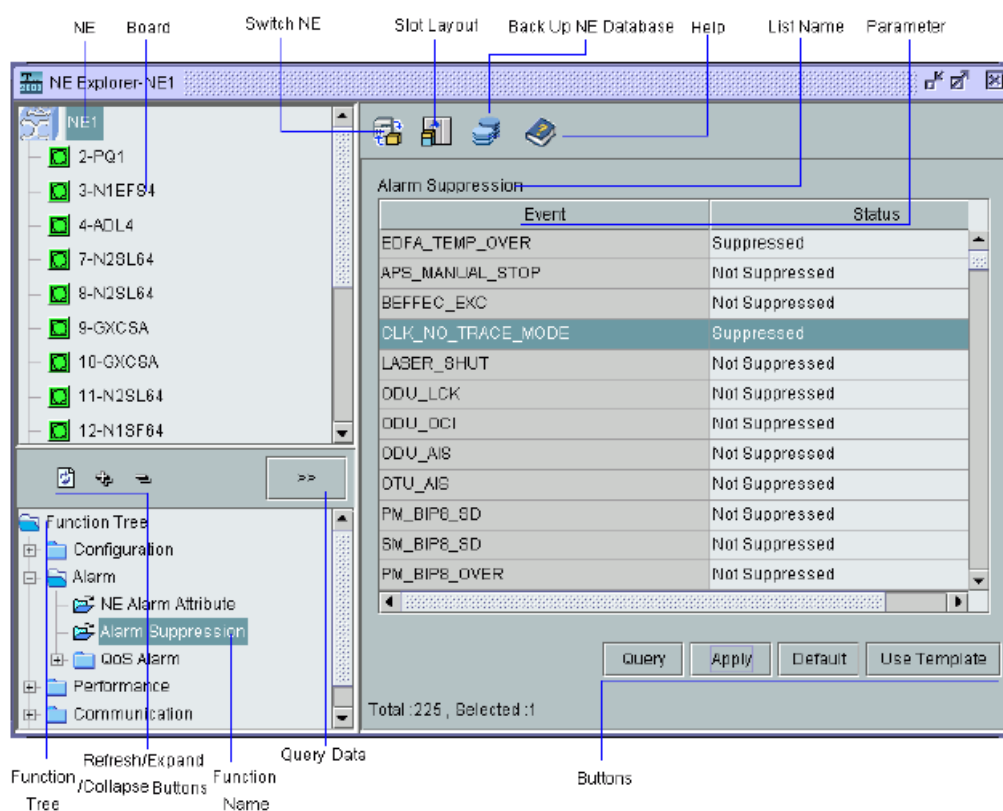 NE Board Switch NE Slot Layout Back Up NE Database Help List Name Parameter
T2000 NE Explorer-NE1
NE1
2-PQ1
3-N1EFS4
4-ADL4
7-N2SL64
8-N2SL64
9-GXCSA
10-GXCSA
11-N2SL64
12-N1SF64
>>
Function Tree
Configuration
Alarm
NE Alarm Attribute
Alarm Suppression
QoS Alarm
Performance
Communication
Alarm Suppression
Event Status
EDFA_TEMP_OVER Suppressed
APS_MANUAL_STOP Not Suppressed
BEFFEC_EXC Not Suppressed
CLK_NO_TRACE_MODE Suppressed
LASER_SHUT Not Suppressed
ODU_LCK Not Suppressed
ODU_OCI Not Suppressed
ODU_AIS Not Suppressed
OTU_AIS Not Suppressed
PM_BIP8_SD Not Suppressed
SM_BIP8_SD Not Suppressed
PM_BIP8_OVER Not Suppressed
Query Apply Default Use Template
Total :225 , Selected :1
Function
Tree
Refresh/Expand
/Collapse Buttons
Function
Name
Query Data
Buttons